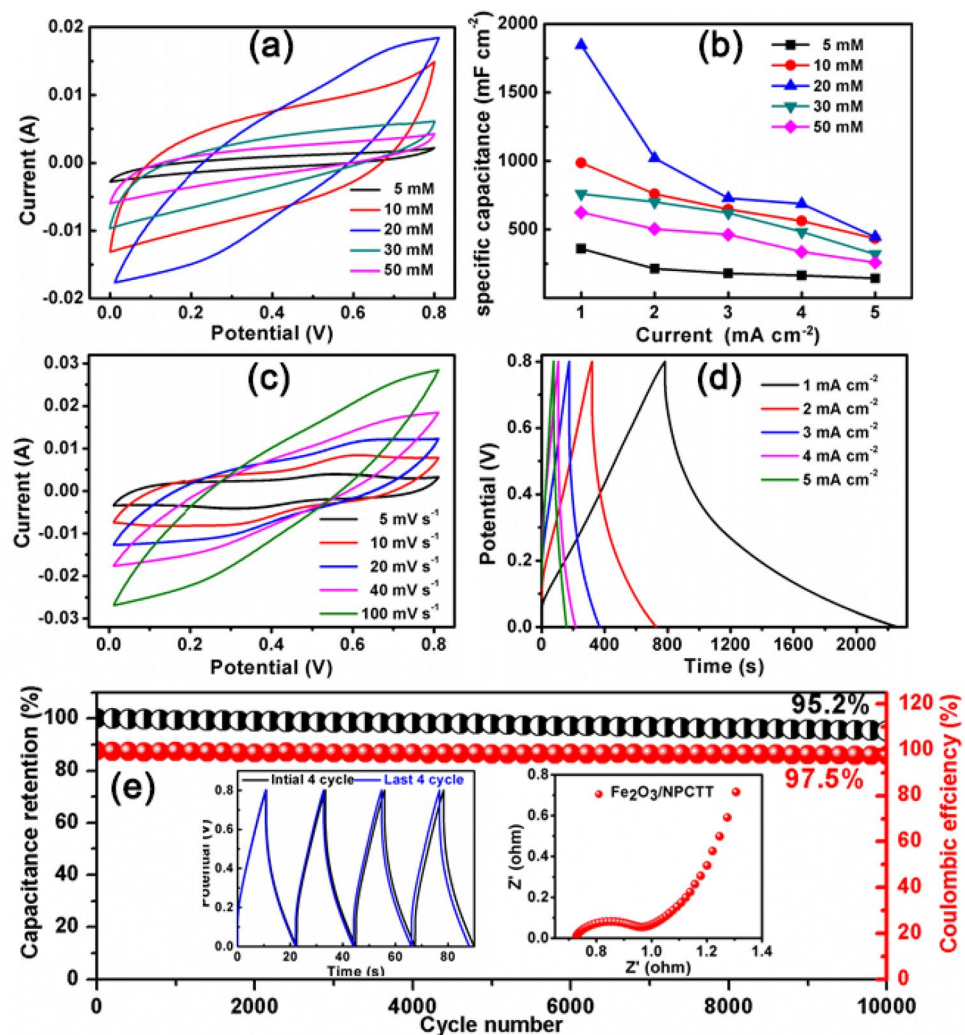 (a)
0.02
0.01
0.00
-0.01
-0.02
Current (A)
5 mM
10 mM
20 mM
30 mM
50 mM
0.0 0.2 0.4 0.6 0.8
Potential (V)
(b)
2000
1500
1000
500
specific capacitance (mF cm⁻²)
5 mM
10 mM
20 mM
30 mM
50 mM
1 2 3 4 5
Current (mA cm⁻²)
(c)
0.03
0.02
0.01
0.00
-0.01
-0.02
-0.03
Current (A)
5 mV s⁻¹
10 mV s⁻¹
20 mV s⁻¹
40 mV s⁻¹
100 mV s⁻¹
0.0 0.2 0.4 0.6 0.8
Potential (V)
(d)
0.8
0.4
0.2
0.0
Potential (V)
1 mA cm⁻²
2 mA cm⁻²
3 mA cm⁻²
4 mA cm⁻²
5 mA cm⁻²
0 400 800 1200 1600 2000
Time (s)
(e)
100
80
60
40
20
0
Capacitance retention (%)
95.2%
97.5%
120
100
80
60
40
20
0
Coulombic effciency (%)
Intial 4 cycle Last 4 cycle
0.8
0.4
0.2
0.0
Potential (V)
0 20 40 60 80
Time (s)
Fe₂O₃/NPCTT
0.8
0.6
0.4
0.2
0.0
Z' (ohm)
0.8 1.0 1.2 1.4
Z' (ohm)
0 2000 4000 6000 8000 10000
Cycle number